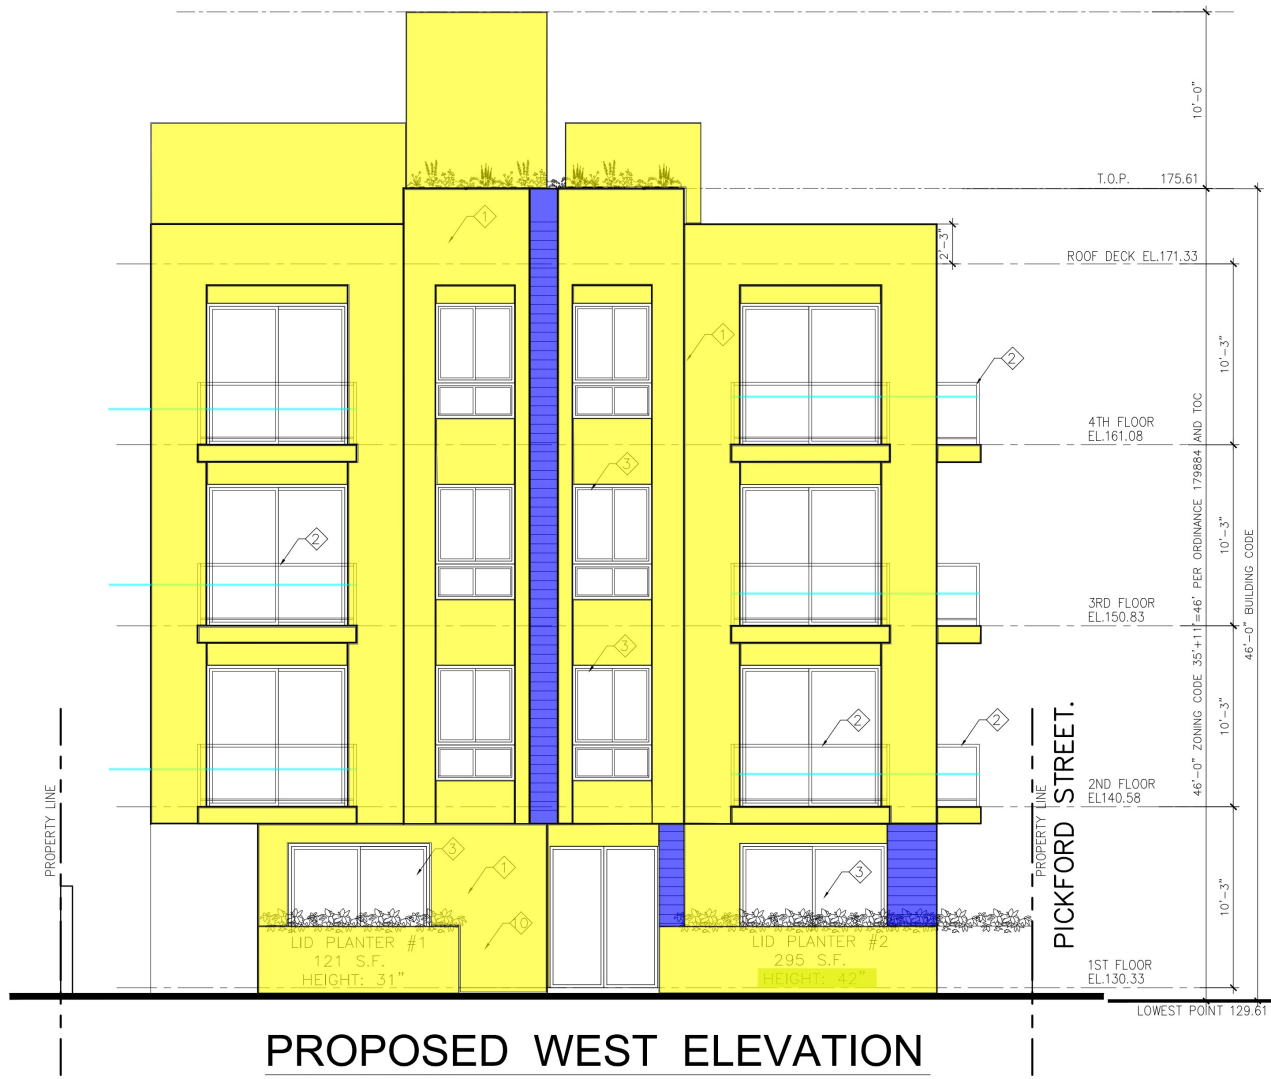 10'-0"
T.O.P. 175.61
1
2'-3"
ROOF DECK EL.171.33
1
2
10'-3"
4TH FLOOR
EL.161.08
3
46'-0" ZONING CODE 35'+11'=46' PER ORDINANCE 179884 AND TOC
46'-0" BUILDING CODE
2
10'-3"
3RD FLOOR
EL.150.83
3
2
2
10'-3"
2ND FLOOR
EL140.58
PROPERTY LINE
PROPERTY LINE
PICKFORD STREET.
3
1
3
10'-3"
10
LID PLANTER #1
121 S.F.
HEIGHT: 31"
LID PLANTER #2
295 S.F.
HEIGHT: 42"
1ST FLOOR
EL.130.33
LOWEST POINT 129.61
PROPOSED WEST ELEVATION